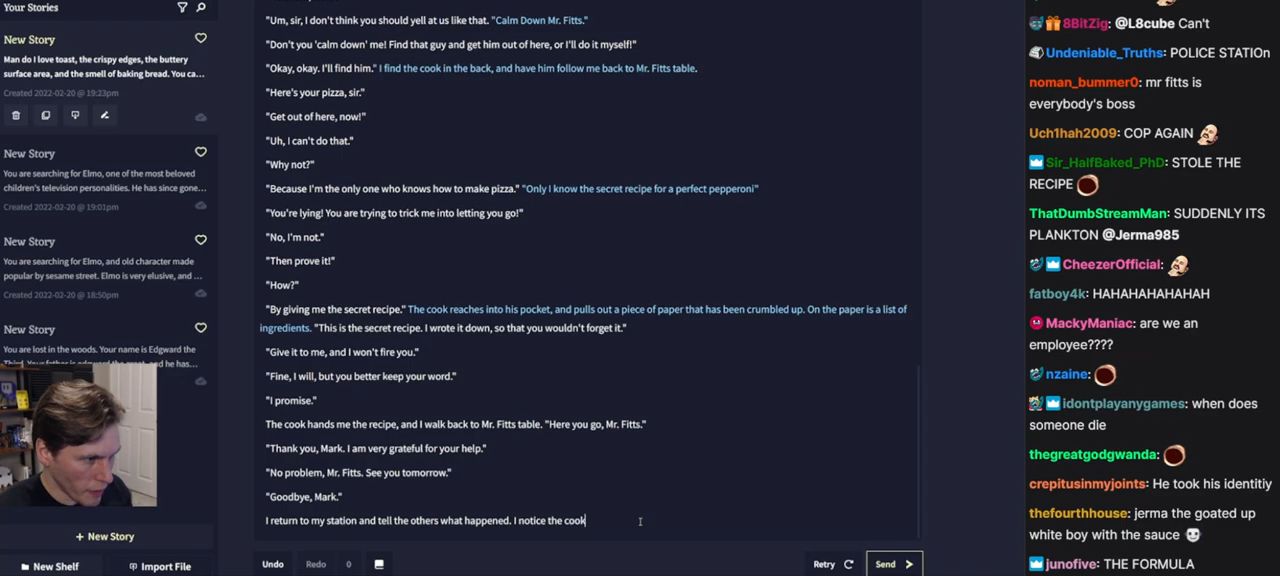 Your Stories
New Story
Man do I love toast, the crispy edges, the buttery
surface area, and the smell of baking bread. You ca...
Created 2022-02-20 @ 19:23pm
New Story
You are searching for Elmo, one of the most beloved
children's television personalities. He has since gone...
Created 2022-02-20 @ 19:01pm
New Story
You are searching for Elmo, and old character made
popular by sesame street. Elmo is very elusive, and ...
Created 2022-02-20 @ 18:50pm
New Story
You are lost in the woods. Your name is Edgward the
Third. Your father is edgward the great, and he has...
+ New Story
New Shelf
Import File
"Um, sir, I don't think you should yell at us like that. "Calm Down Mr. Fitts."
"Don't you 'calm down' me! Find that guy and get him out of here, or I'll do it myself!"
"Okay, okay. I'll find him." I find the cook in the back, and have him follow me back to Mr. Fitts table.
"Here's your pizza, sir."
"Get out of here, now!"
"Uh, I can't do that."
"Why not?"
"Because I'm the only one who knows how to make pizza." "Only I know the secret recipe for a perfect pepperoni"
"You're lying! You are trying to trick me into letting you go!"
"No, I'm not."
"Then prove it!"
"How?"
"By giving me the secret recipe." The cook reaches into his pocket, and pulls out a piece of paper that has been crumbled up. On the paper is a list of
ingredients. "This is the secret recipe. I wrote it down, so that you wouldn't forget it."
"Give it to me, and I won't fire you."
"Fine, I will, but you better keep your word."
"I promise."
The cook hands me the recipe, and I walk back to Mr. Fitts table. "Here you go, Mr. Fitts."
"Thank you, Mark. I am very grateful for your help."
"No problem, Mr. Fitts. See you tomorrow."
"Goodbye, Mark."
I return to my station and tell the others what happened. I notice the cook
Undo
Redo
0
Retry
Send
8BitZig: @L8cube Can't
Undeniable_Truths: POLICE STATIOn
noman_bummer0: mr fitts is
everybody's boss
Uch1hah2009: COP AGAIN
Sir_HalfBaked_PhD: STOLE THE
RECIPE
ThatDumbStreamMan: SUDDENLY ITS
PLANKTON @Jerma985
CheezerOfficial:
fatboy4k: HAHAHAHAHAH
MackyManiac: are we an
employee????
nzaine:
idontplayanygames: when does
someone die
thegreatgodgwanda:
crepitusinmyjoints: He took his identitiy
thefourthhouse: jerma the goated up
white boy with the sauce
junofive: THE FORMULA